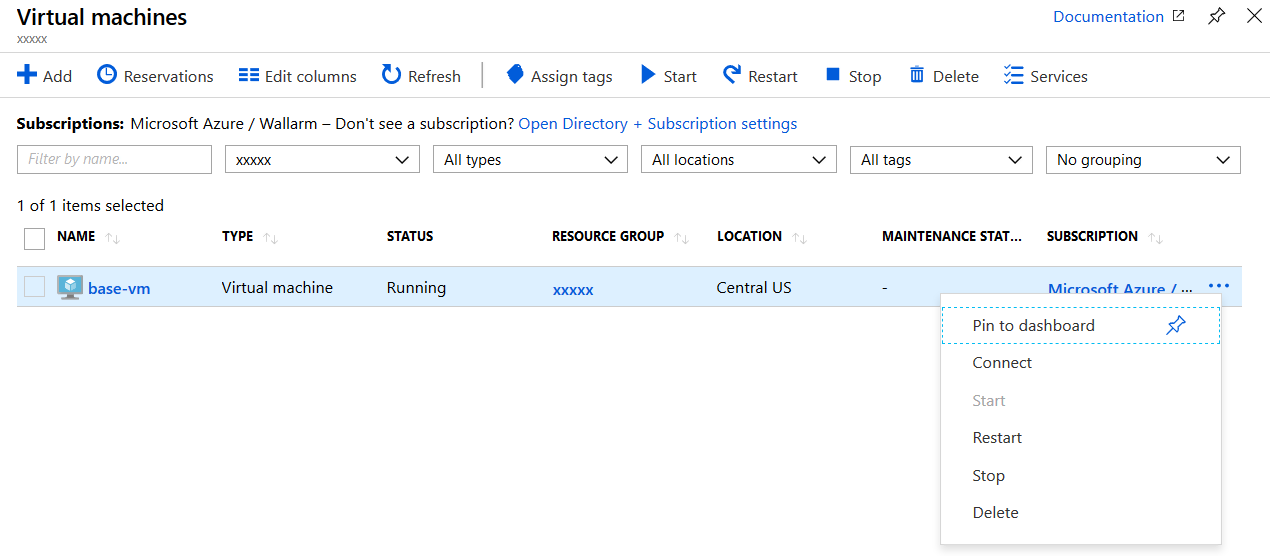 Virtual machines
Documentation
xxxxx
Add Reservations Edit columns Refresh Assign tags Start Restart Stop Delete Services
Subscriptions: Microsoft Azure / Wallarm – Don't see a subscription? Open Directory + Subscription settings
Filter by name... xxxxx All types All locations All tags No grouping
1 of 1 items selected
NAME TYPE STATUS RESOURCE GROUP LOCATION MAINTENANCE STAT... SUBSCRIPTION
base-vm Virtual machine Running xxxxx Central US - Microsoft Azure / ...
Pin to dashboard
Connect
Start
Restart
Stop
Delete